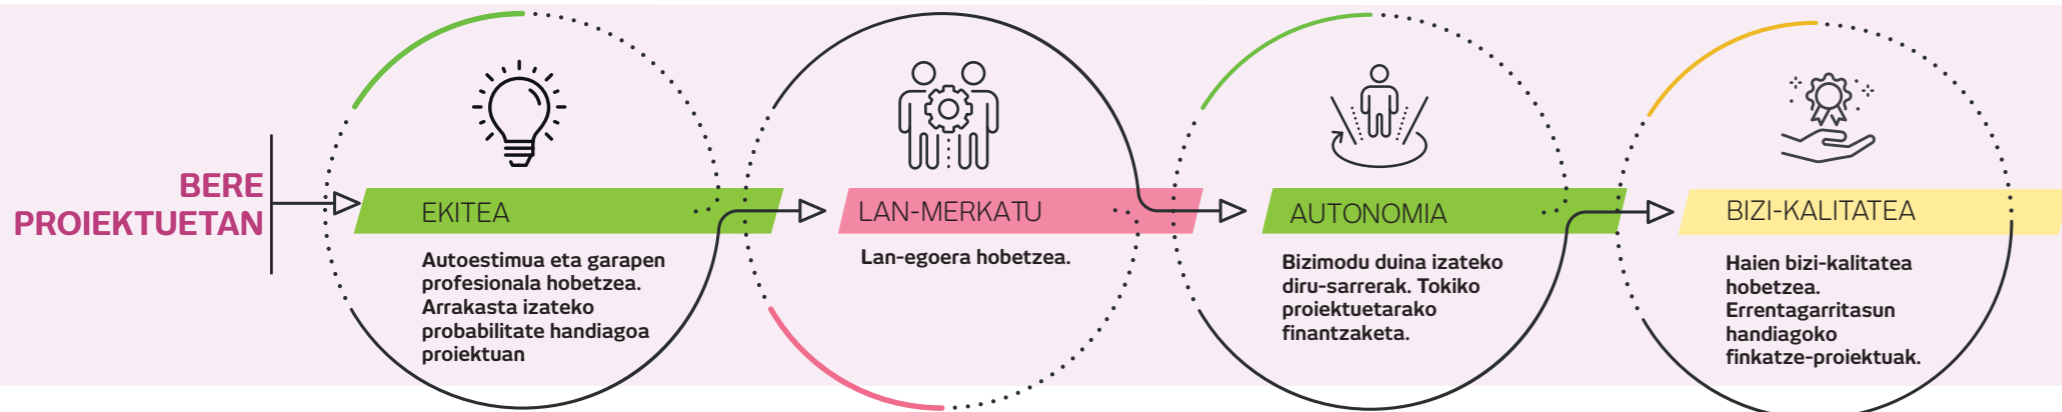 BERE
PROIEKTUETAN
EKITEA
Autoestimua eta garapen
profesionala hobetzea.
Arrakasta izateko
probabilitate handiagoa
proiektuan
LAN-MERKATU
Lan-egoera hobetzea.
AUTONOMIA
Bizimodu duina izateko
diru-sarrerak. Tokiko
proiektuetarako
finantzaketa.
BIZI-KALITATEA
Haien bizi-kalitatea
hobetzea.
Errentagarritasun
handiagoko
finkatze-proiektuak.